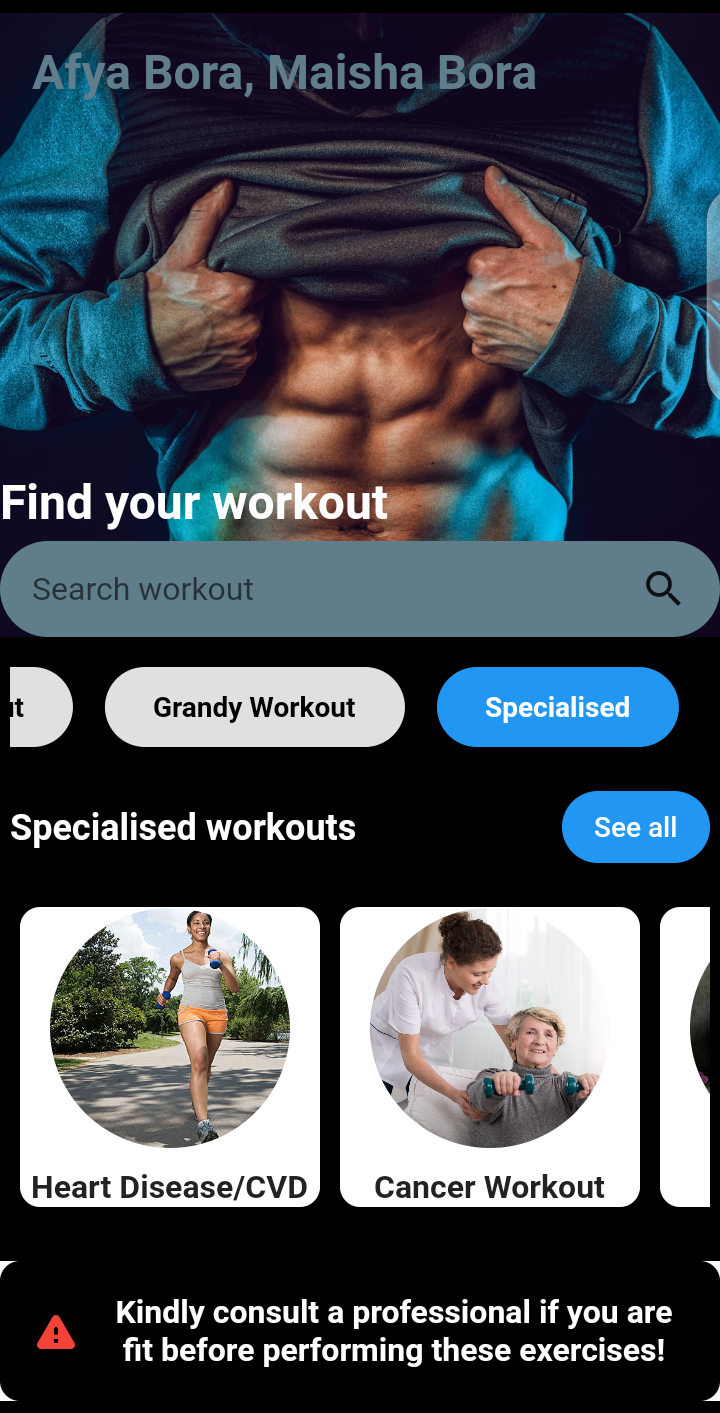 Afya Bora, Maisha Bora
Find your workout
Search workout
Grandy Workout
Specialised
Specialised workouts
See all
Heart Disease/CVD
Cancer Workout
Kindly consult a professional if you are
fit before performing these exercises!